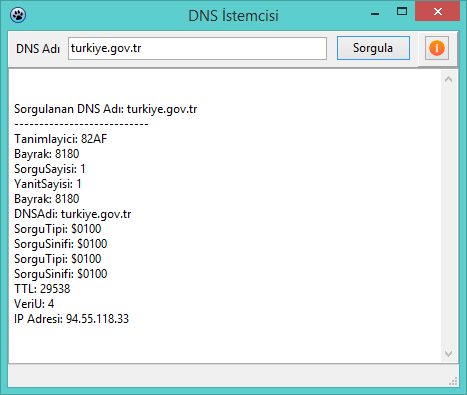 DNS İstemcisi
DNS Adı turkiye.gov.tr Sorgula
Sorgulanan DNS Adı: turkiye.gov.tr
---------------------------
Tanimlayici: 82AF
Bayrak: 8180
SorguSayisi: 1
YanitSayisi: 1
Bayrak: 8180
DNSAdi: turkiye.gov.tr
SorguTipi: $0100
SorguSinifi: $0100
SorguTipi: $0100
SorguSinifi: $0100
TTL: 29538
VeriU: 4
IP Adresi: 94.55.118.33